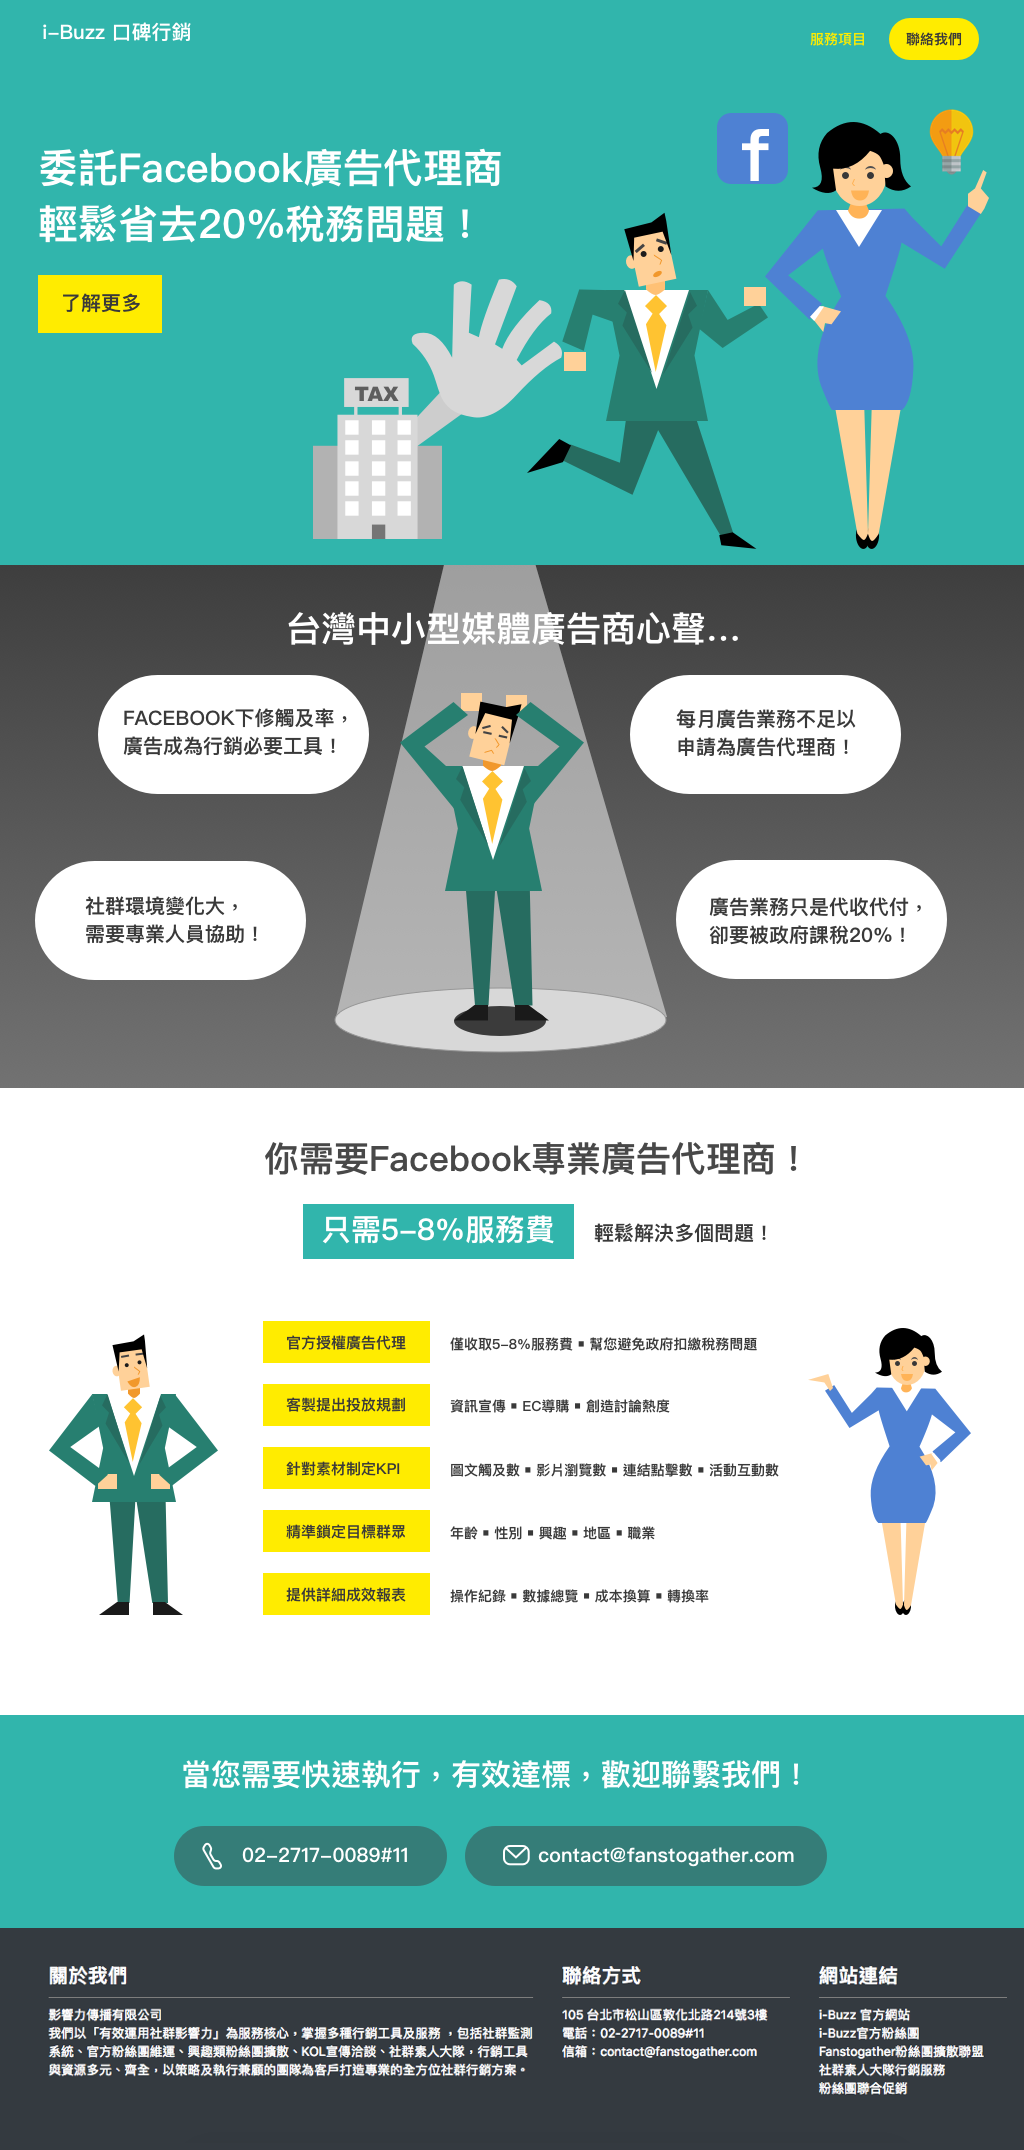 i-Buzz 口碑行銷
服務項目
聯絡我們
委託Facebook廣告代理商
輕鬆省去20%稅務問題！
了解更多
f
TAX
台灣中小型媒體廣告商心聲...
FACEBOOK下修觸及率，
廣告成為行銷必要工具！
每月廣告業務不足以
申請為廣告代理商！
社群環境變化大，
需要專業人員協助！
廣告業務只是代收代付，
卻要被政府課稅20%！
你需要Facebook專業廣告代理商！
只需5-8%服務費
輕鬆解決多個問題！
官方授權廣告代理
僅收取5-8%服務費▪幫您避免政府扣繳稅務問題
客製提出投放規劃
資訊宣傳▪EC導購▪創造討論熱度
針對素材制定KPI
圖文觸及數▪影片瀏覽數▪連結點擊數▪活動互動數
精準鎖定目標群眾
年齡▪性別▪興趣▪地區▪職業
提供詳細成效報表
操作紀錄▪數據總覽▪成本換算▪轉換率
當您需要快速執行，有效達標，歡迎聯繫我們！
02-2717-0089#11
contact@fanstogather.com
關於我們
影響力傳播有限公司
我們以「有效運用社群影響力」為服務核心，掌握多種行銷工具及服務，包括社群監測
系統、官方粉絲團維運、興趣類粉絲團擴散、KOL宣傳洽談、社群素人大隊，行銷工具
與資源多元、齊全，以策略及執行兼顧的團隊為客戶打造專業的全方位社群行銷方案。
聯絡方式
105 台北市松山區敦化北路214號3樓
電話：02-2717-0089#11
信箱：contact@fanstogather.com
網站連結
i-Buzz 官方網站
i-Buzz官方粉絲團
Fanstogather粉絲團擴散聯盟
社群素人大隊行銷服務
粉絲團聯合促銷